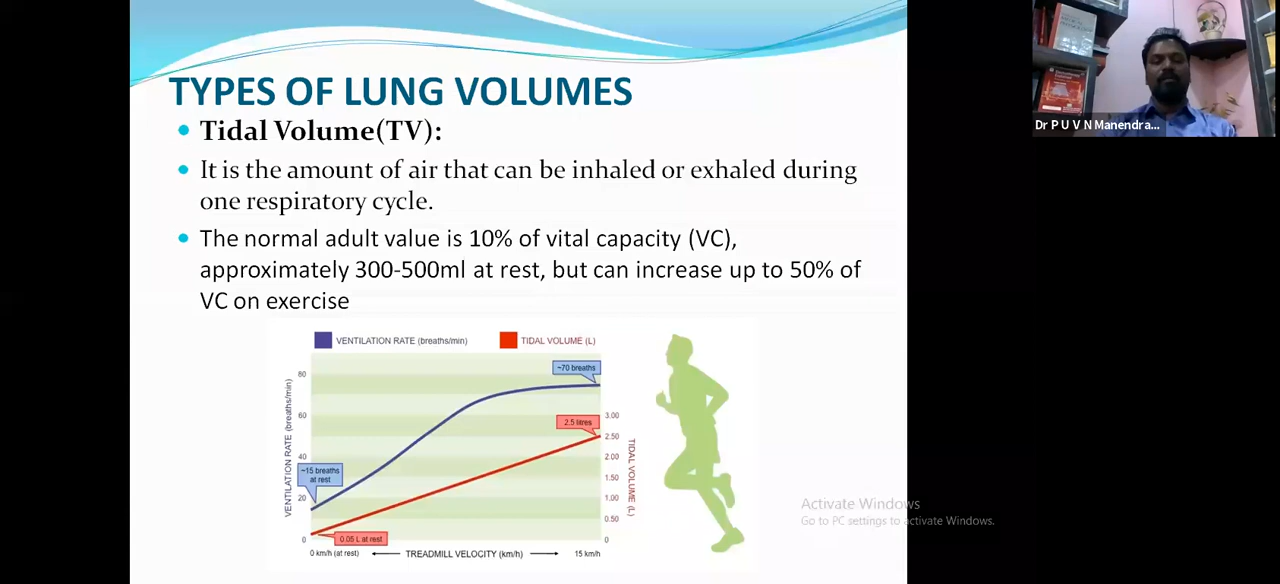 TYPES OF LUNG VOLUMES
Tidal Volume(TV):
It is the amount of air that can be inhaled or exhaled during
one respiratory cycle.
The normal adult value is 10% of vital capacity (VC),
approximately 300-500ml at rest, but can increase up to 50% of
VC on exercise
VENTILATION RATE (breaths/min)
TIDAL VOLUME (L)
VENTILATION RATE (breaths/min)
80
60
40
20
0
~70 breaths
2.5 litres
~15 breaths
at rest
0.05 L at rest
3.00
2.50
2.00
1.50
1.00
0.50
0
TIDAL VOLUME (L)
0 km/h (at rest)
TREADMILL VELOCITY (km/h)
15 km/h
Activate Windows
Go to PC settings to activate Windows.
Dr P U V N Manendra...